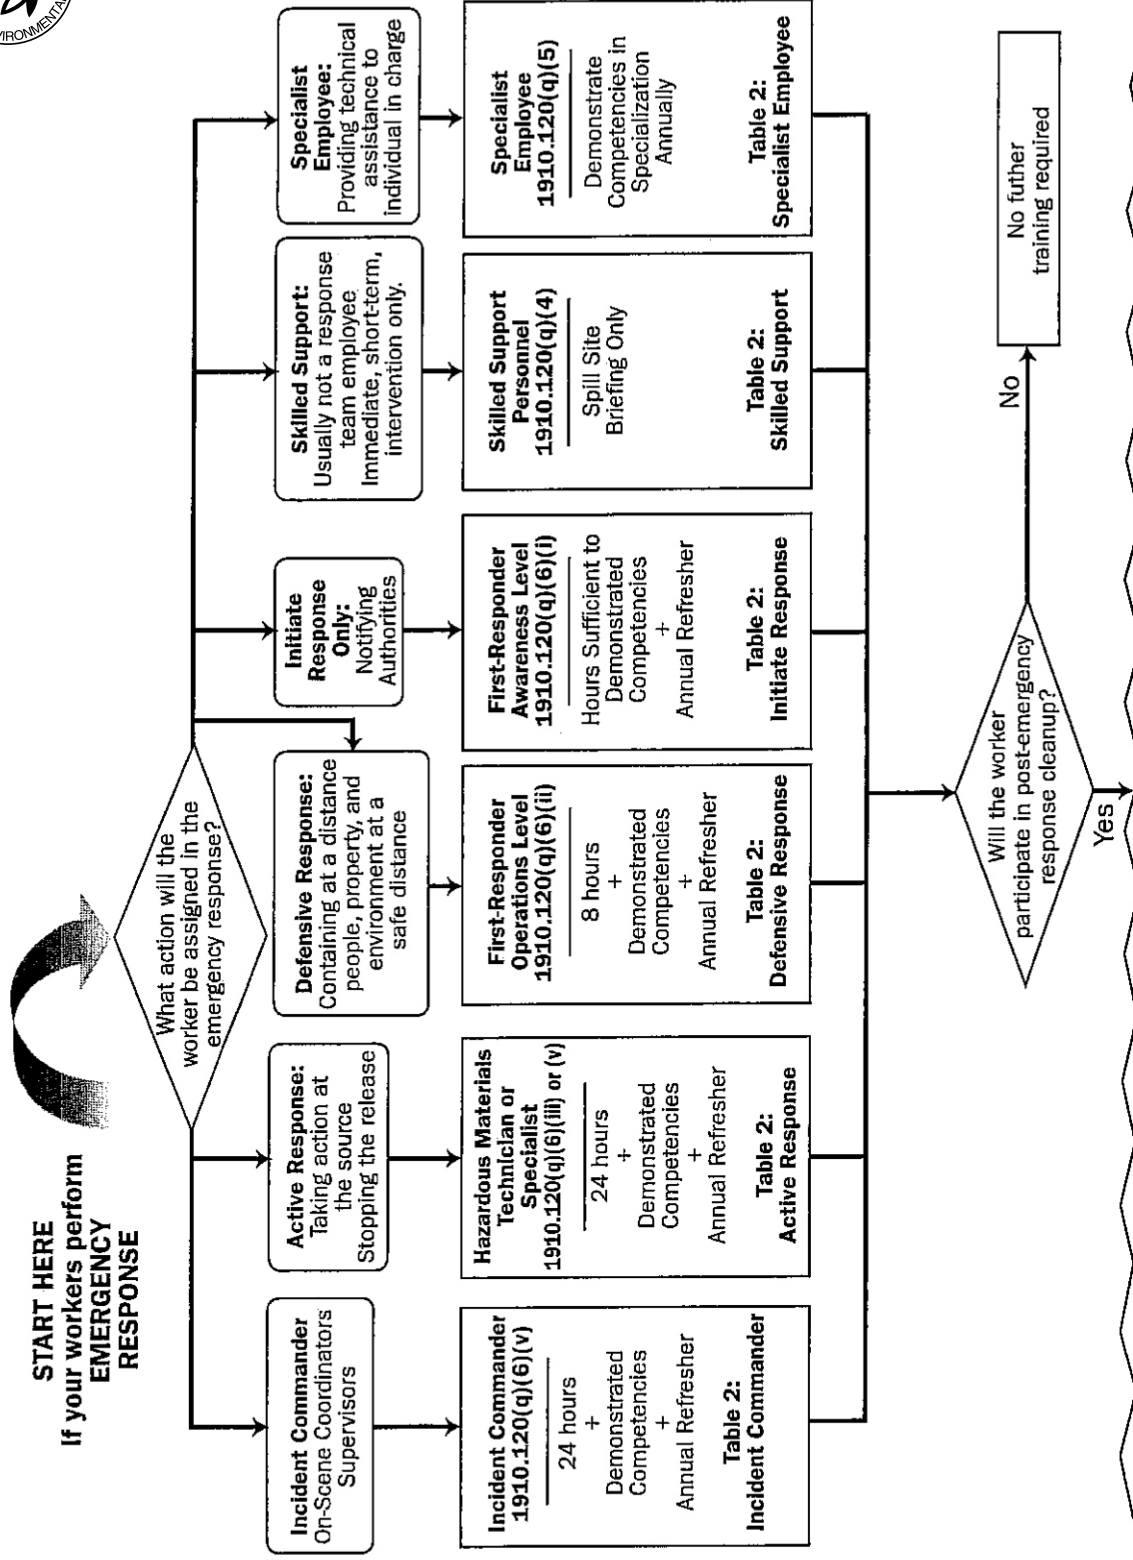 VIRONMENTAL
START HERE
If your workers perform
EMERGENCY
RESPONSE
What action will the
worker be assigned in the
emergency response?
Incident Commander
On-Scene Coordinators
Supervisors
Active Response:
Taking action at
the source
Stopping the release
Defensive Response:
Containing at a distance
people, property, and
environment at a
safe distance
Initiate
Response
Only:
Notifying
Authorities
Skilled Support:
Usually not a response
team employee
Immediate, short-term,
intervention only.
Specialist
Employee:
Providing technical
assistance to
individual in charge
Incident Commander
1910.120(q)(6)(v)
24 hours
+
Demonstrated
Competencies
+
Annual Refresher
Table 2:
Incident Commander
Hazardous Materials
Technician or
Specialist
1910.120(q)(6)(iii) or (v)
24 hours
+
Demonstrated
Competencies
+
Annual Refresher
Table 2:
Active Response
First-Responder
Operations Level
1910.120(q)(6)(ii)
8 hours
+
Demonstrated
Competencies
+
Annual Refresher
Table 2:
Defensive Response
First-Responder
Awareness Level
1910.120(q)(6)(i)
Hours Sufficient to
Demonstrated
Competencies
+
Annual Refresher
Table 2:
Initiate Response
Skilled Support
Personnel
1910.120(q)(4)
Spill Site
Briefing Only
Table 2:
Skilled Support
Specialist
Employee
1910.120(q)(5)
Demonstrate
Competencies in
Specialization
Annually
Table 2:
Specialist Employee
Will the worker
participate in post-emergency
response cleanup?
No
No futher
training required
Yes